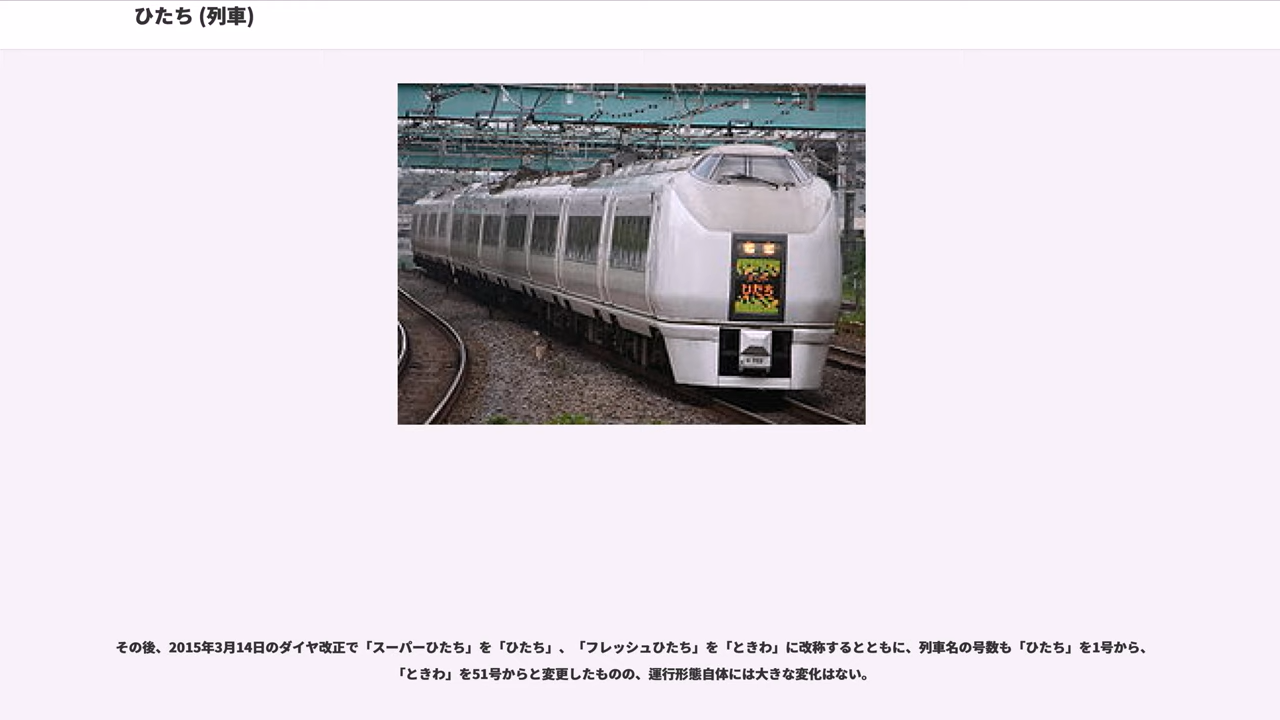 ひたち (列車)
ひたち
その後、2015年3月14日のダイヤ改正で「スーパーひたち」を「ひたち」、「フレッシュひたち」を「ときわ」に改称するとともに、列車名の号数も「ひたち」を1号から、
「ときわ」を51号からと変更したものの、運行形態自体には大きな変化はない。